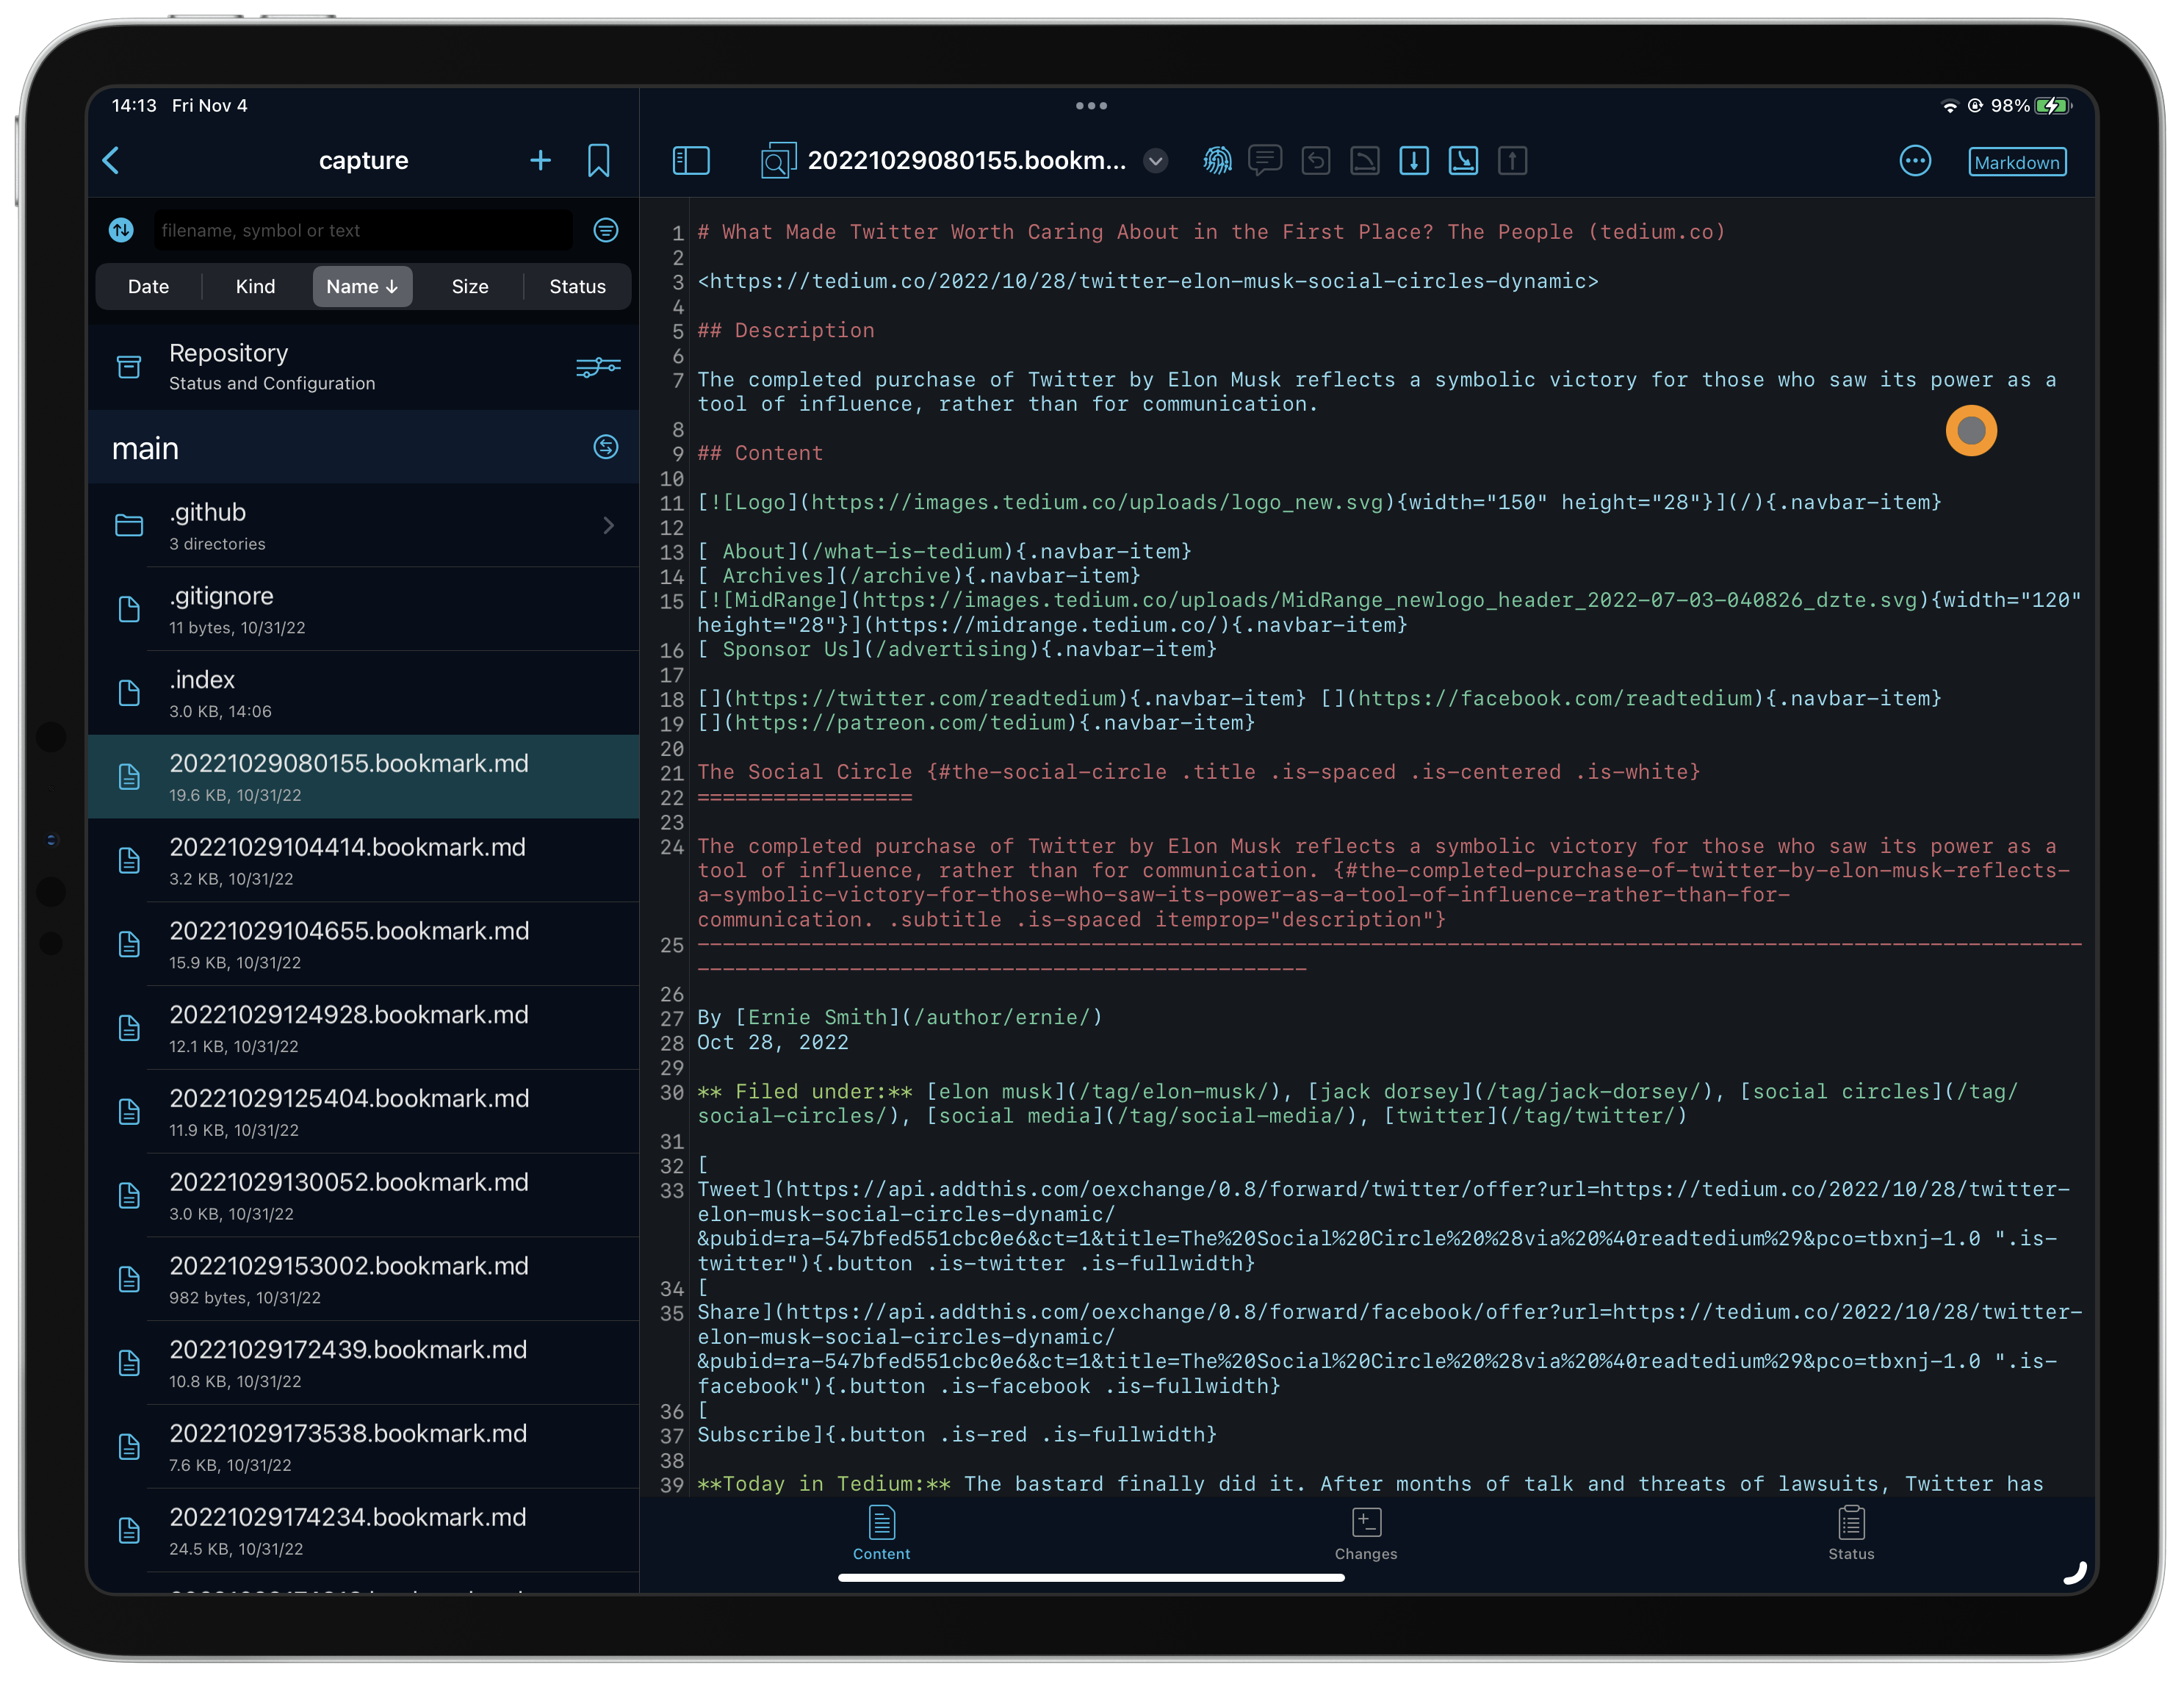 14:13 Fri Nov 4
98%
capture
20221029080155.bookm...
Markdown
filename, symbol or text
Date Kind Name ↓ Size Status
Repository
Status and Configuration
main
.github
3 directories
.gitignore
11 bytes, 10/31/22
.index
3.0 KB, 14:06
20221029080155.bookmark.md
19.6 KB, 10/31/22
20221029104414.bookmark.md
3.2 KB, 10/31/22
20221029104655.bookmark.md
15.9 KB, 10/31/22
20221029124928.bookmark.md
12.1 KB, 10/31/22
20221029125404.bookmark.md
11.9 KB, 10/31/22
20221029130052.bookmark.md
3.0 KB, 10/31/22
20221029153002.bookmark.md
982 bytes, 10/31/22
20221029172439.bookmark.md
10.8 KB, 10/31/22
20221029173538.bookmark.md
7.6 KB, 10/31/22
20221029174234.bookmark.md
24.5 KB, 10/31/22
1 # What Made Twitter Worth Caring About in the First Place? The People (tedium.co)
2
3 <https://tedium.co/2022/10/28/twitter-elon-musk-social-circles-dynamic>
4
5 ## Description
6
7 The completed purchase of Twitter by Elon Musk reflects a symbolic victory for those who saw its power as a
tool of influence, rather than for communication.
8
9 ## Content
10
11 [![Logo](https://images.tedium.co/uploads/logo_new.svg){width="150" height="28"}](/){.navbar-item}
12
13 [ About](/what-is-tedium){.navbar-item}
14 [ Archives](/archive){.navbar-item}
15 [![MidRange](https://images.tedium.co/uploads/MidRange_newlogo_header_2022-07-03-040826_dzte.svg){width="120"
height="28"}](https://midrange.tedium.co/){.navbar-item}
16 [ Sponsor Us](/advertising){.navbar-item}
17
18 [](https://twitter.com/readtedium){.navbar-item} [](https://facebook.com/readtedium){.navbar-item}
19 [](https://patreon.com/tedium){.navbar-item}
20
21 The Social Circle {#the-social-circle .title .is-spaced .is-centered .is-white}
22 =================
23
24 The completed purchase of Twitter by Elon Musk reflects a symbolic victory for those who saw its power as a
tool of influence, rather than for communication. {#the-completed-purchase-of-twitter-by-elon-musk-reflects-
a-symbolic-victory-for-those-who-saw-its-power-as-a-tool-of-influence-rather-than-for-
communication. .subtitle .is-spaced itemprop="description"}
25 -------------------------------------------------------------------------------------------------------------
------------------------------------------------
26
27 By [Ernie Smith](/author/ernie/)
28 Oct 28, 2022
29
30 ** Filed under:** [elon musk](/tag/elon-musk/), [jack dorsey](/tag/jack-dorsey/), [social circles](/tag/
social-circles/), [social media](/tag/social-media/), [twitter](/tag/twitter/)
31
32 [
33 Tweet](https://api.addthis.com/oexchange/0.8/forward/twitter/offer?url=https://tedium.co/2022/10/28/twitter-
elon-musk-social-circles-dynamic/
&pubid=ra-547bfed551cbc0e6&ct=1&title=The%20Social%20Circle%20%28via%20%40readtedium%29&pco=tbxnj-1.0 ".is-
twitter"){.button .is-twitter .is-fullwidth}
34 [
35 Share](https://api.addthis.com/oexchange/0.8/forward/facebook/offer?url=https://tedium.co/2022/10/28/twitter-
elon-musk-social-circles-dynamic/
&pubid=ra-547bfed551cbc0e6&ct=1&title=The%20Social%20Circle%20%28via%20%40readtedium%29&pco=tbxnj-1.0 ".is-
facebook"){.button .is-facebook .is-fullwidth}
36 [
37 Subscribe]{.button .is-red .is-fullwidth}
38
39 **Today in Tedium:** The bastard finally did it. After months of talk and threats of lawsuits, Twitter has
Content Changes Status